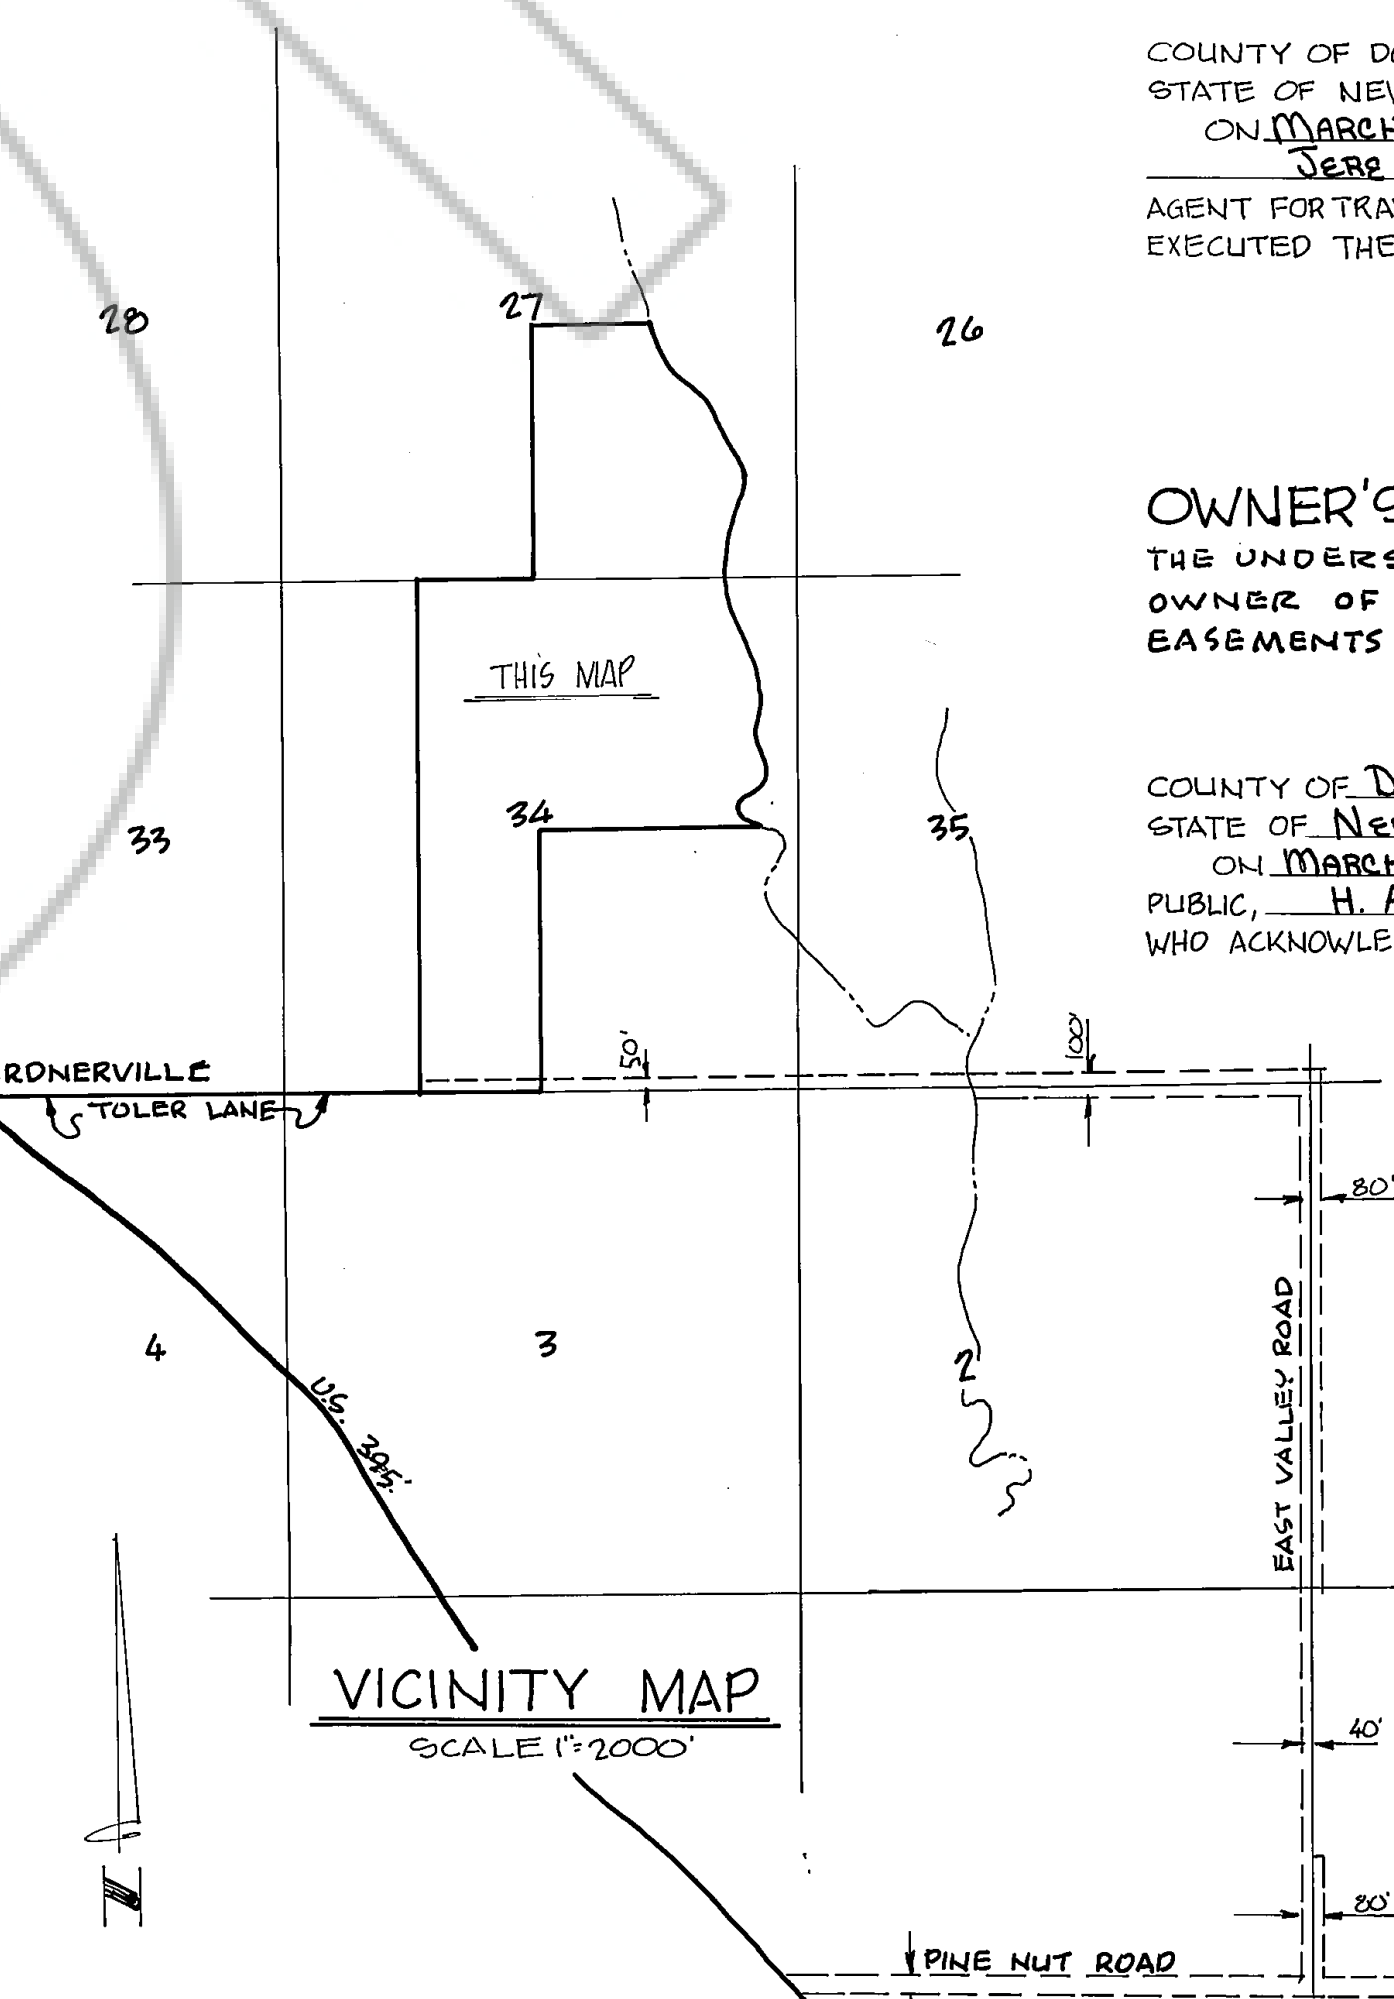 COUNTY OF DO
STATE OF NEV
ON MARCH
JERE
AGENT FOR TRA
EXECUTED THE
28
27
26
OWNER'S
THE UNDERS
OWNER OF
EASEMENTS
THIS MAP
COUNTY OF D
STATE OF NE
ON MARCH
PUBLIC, H. A
WHO ACKNOWLE
33
34
35
50'
100'
RDNERVILLE
TOLER LANE
80'
EAST VALLEY ROAD
4
3
2
U.S. 395
VICINITY MAP
SCALE 1"=2000'
40'
N
80'
PINE NUT ROAD